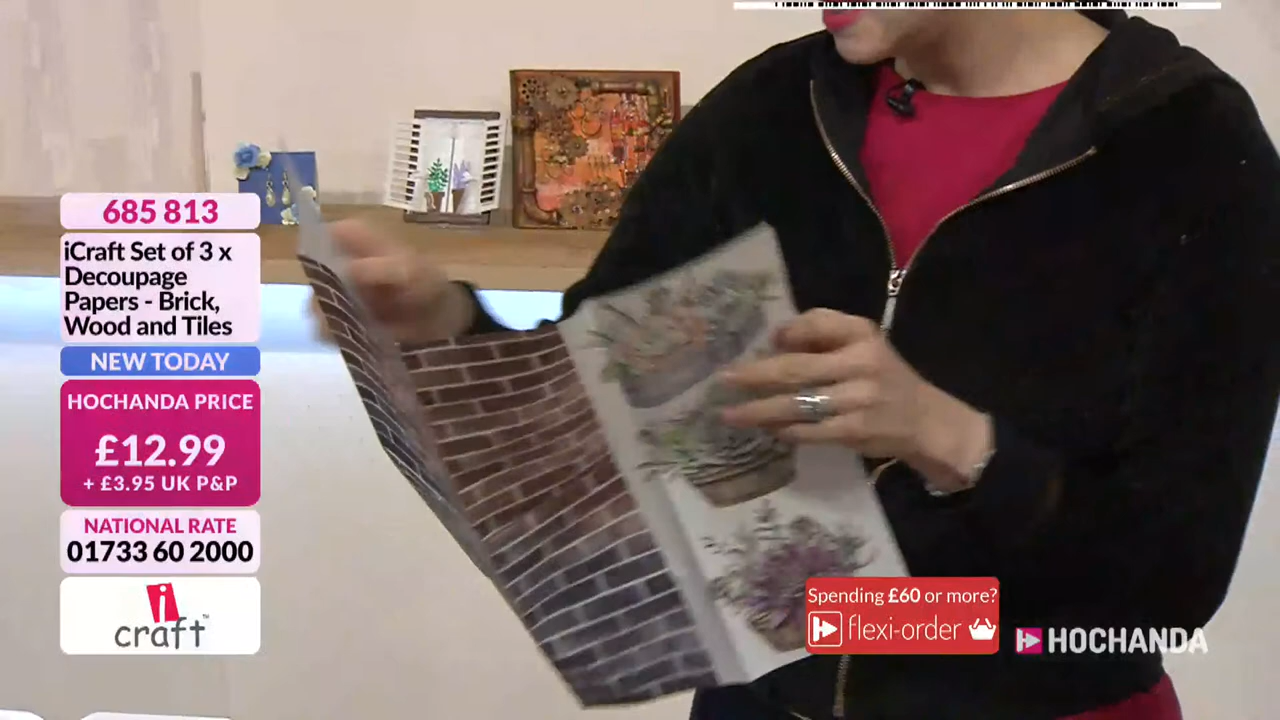 685 813
iCraft Set of 3 x
Decoupage
Papers - Brick,
Wood and Tiles
NEW TODAY
HOCHANDA PRICE
£12.99
+ £3.95 UK P&P
NATIONAL RATE
01733 60 2000
i
craft™
Spending £60 or more?
flexi-order
HOCHANDA